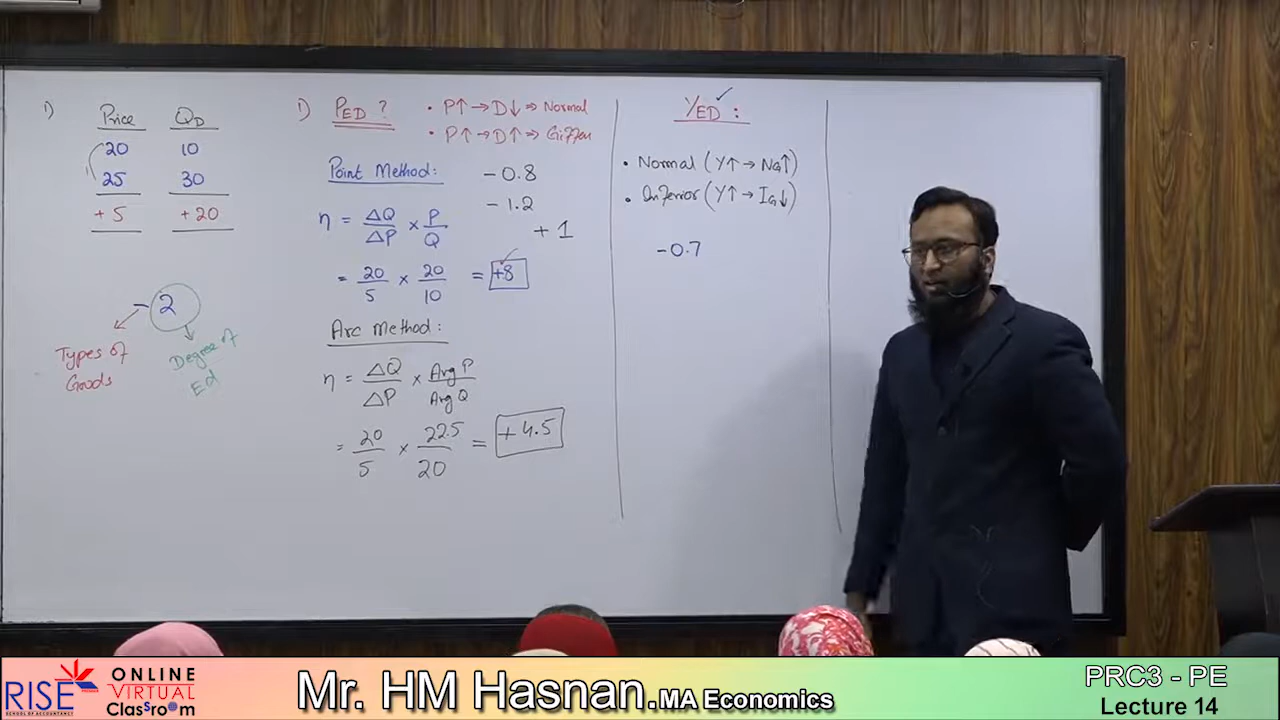 1)
Price QD
20 10
25 30
+5 +20
- 2
Types of Goods
Degree of Ed
1) PED ?
• P↑ → D↓ ⇒ Normal
• P↑ → D↑ ⇒ Giffen
Point Method:
-0.8
-1.2
+1
η = ΔQ/ΔP × P/Q
= 20/5 × 20/10 = +8
Arc Method:
η = ΔQ/ΔP × Avg P/Avg Q
= 20/5 × 22.5/20 = +4.5
YED :
• Normal (Y↑ → NG↑)
• Inferior (Y↑ → IG↓)
-0.7
RISE
SCHOOL OF ACCOUNTANCY
ONLINE
VIRTUAL
Classroom
Mr. HM Hasnan.MA Economics
PRC3 - PE
Lecture 14